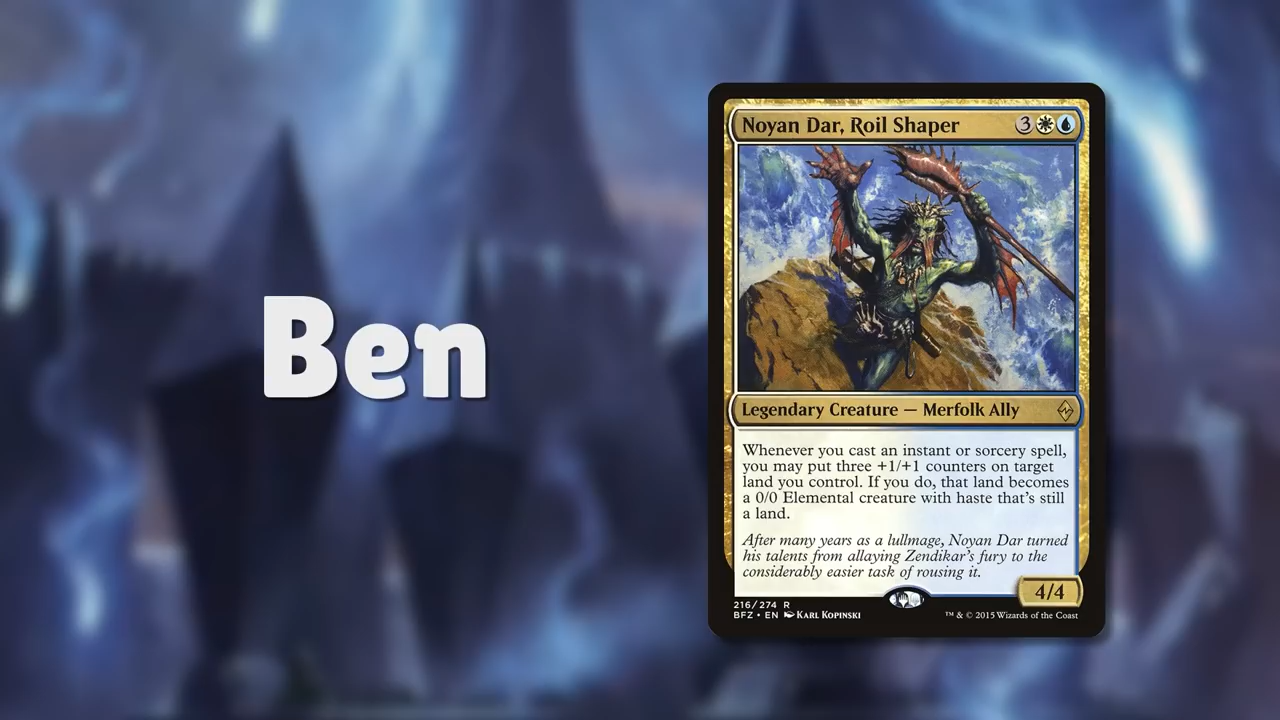 Ben
Noyan Dar, Roil Shaper 3
Legendary Creature — Merfolk Ally
Whenever you cast an instant or sorcery spell,
you may put three +1/+1 counters on target
land you control. If you do, that land becomes
a 0/0 Elemental creature with haste that's still
a land.
After many years as a lullmage, Noyan Dar turned
his talents from allaying Zendikar's fury to the
considerably easier task of rousing it.
4/4
216/274 R
BFZ • EN Karl Kopinski
™ & © 2015 Wizards of the Coast